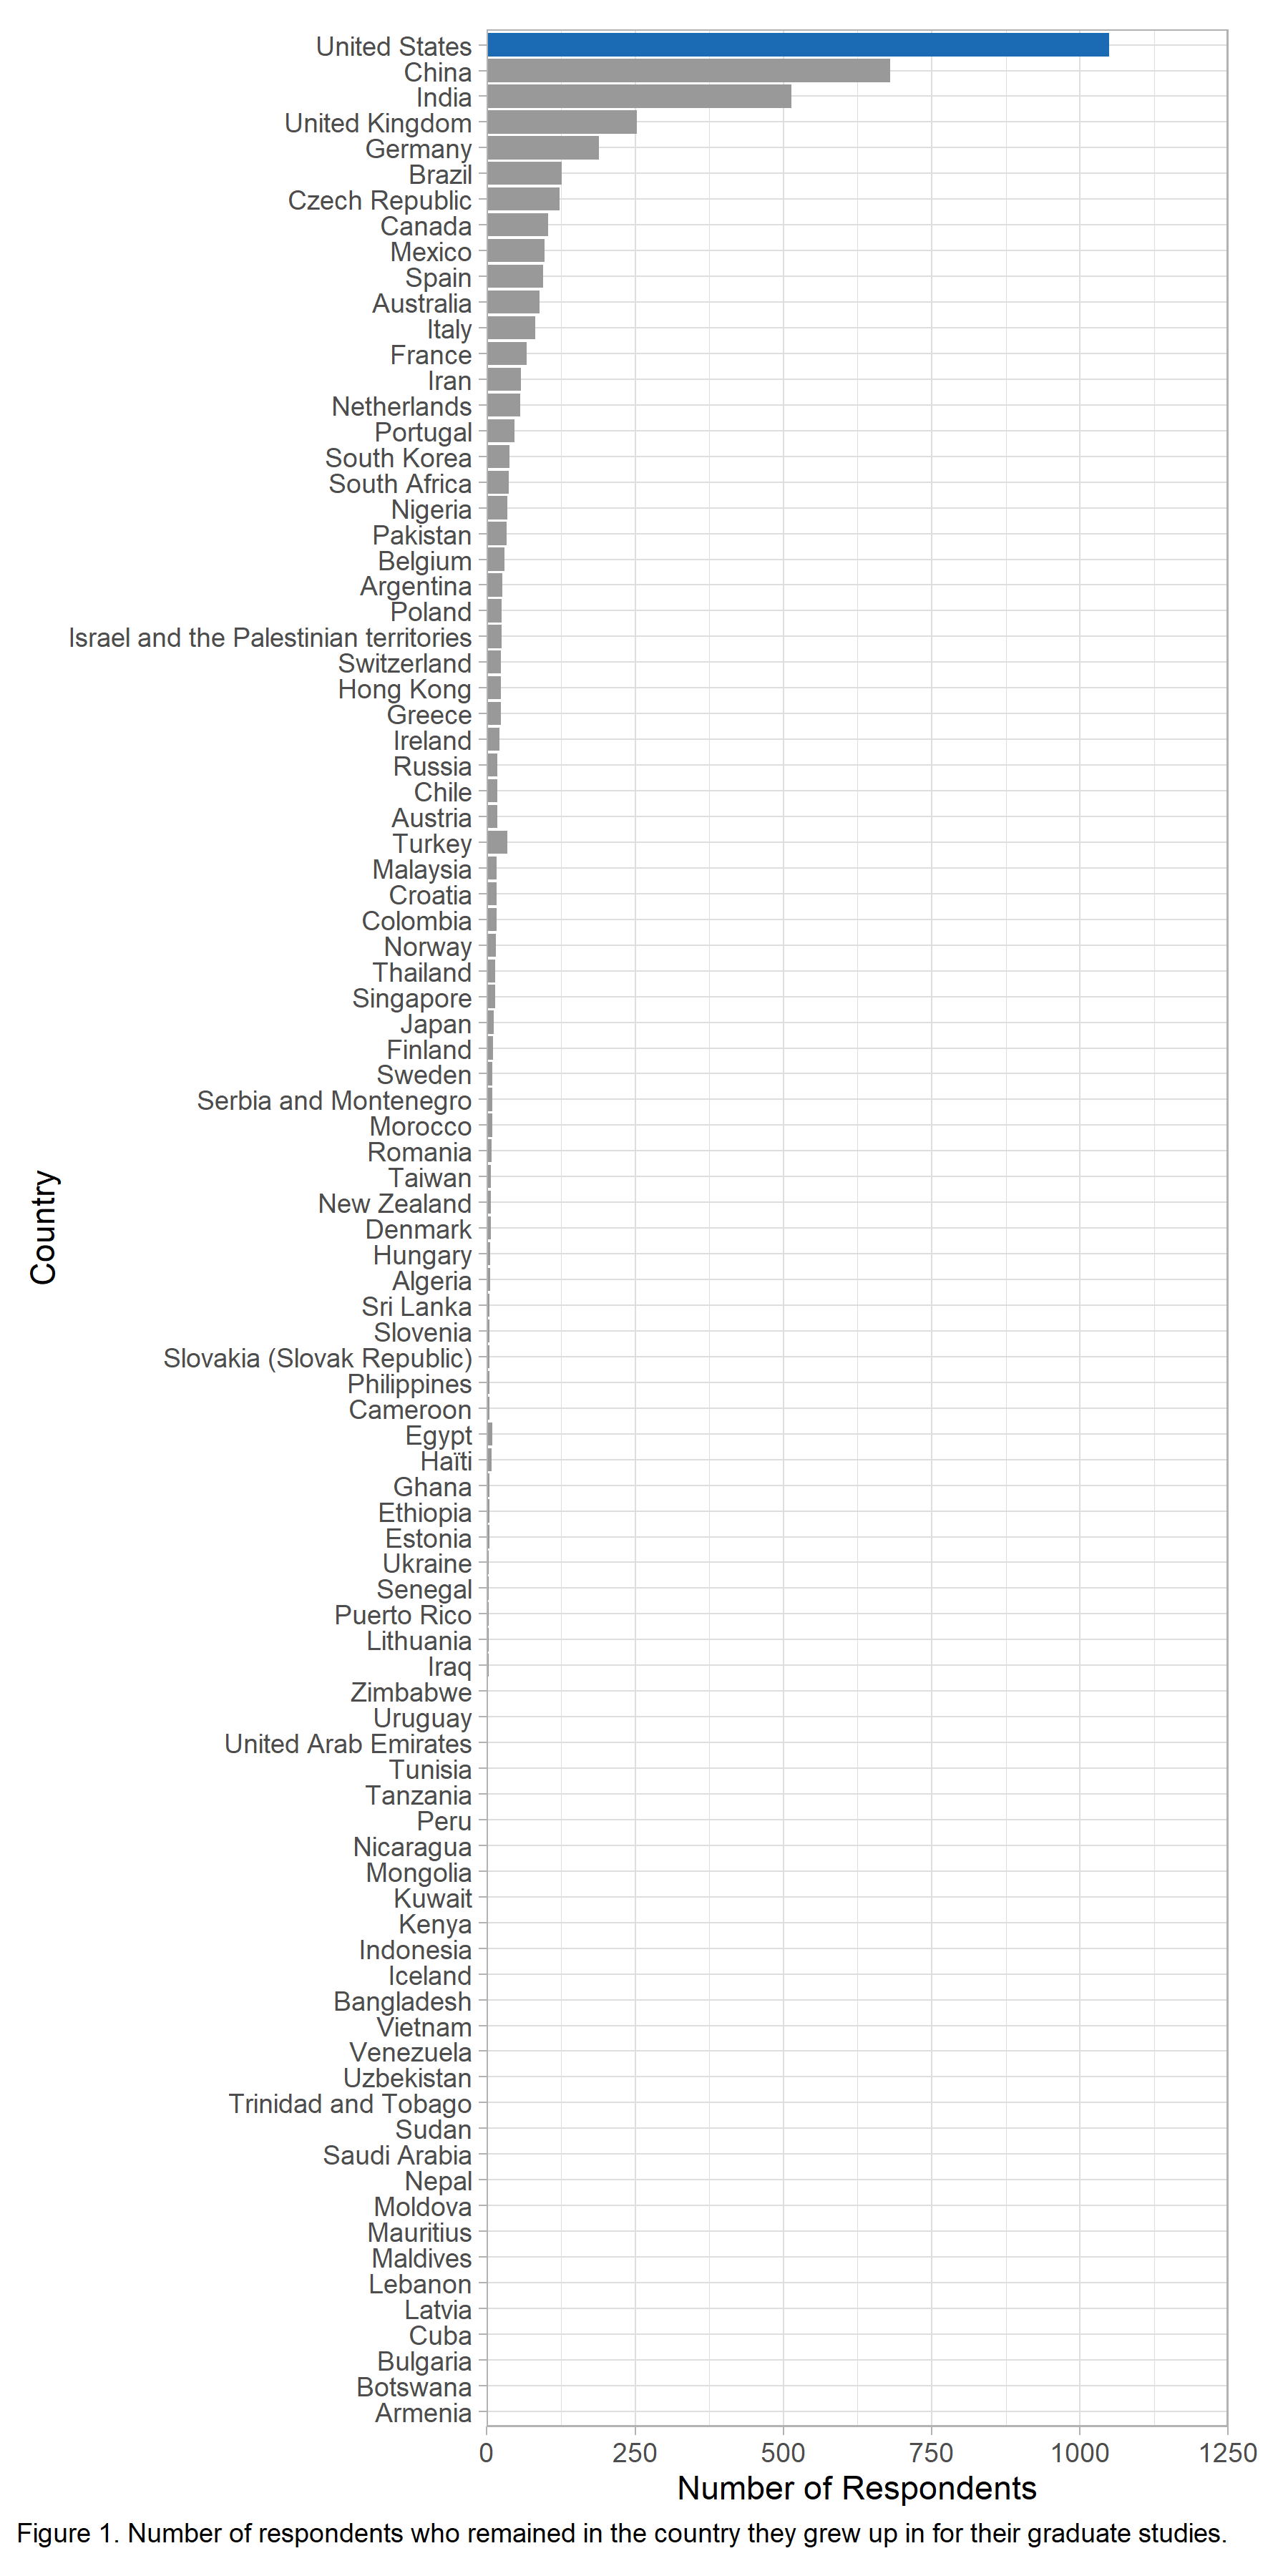 United States
China
India
United Kingdom
Germany
Brazil
Czech Republic
Canada
Mexico
Spain
Australia
Italy
France
Iran
Netherlands
Portugal
South Korea
South Africa
Nigeria
Pakistan
Belgium
Argentina
Poland
Israel and the Palestinian territories
Switzerland
Hong Kong
Greece
Ireland
Russia
Chile
Austria
Turkey
Malaysia
Croatia
Colombia
Norway
Thailand
Singapore
Japan
Finland
Sweden
Serbia and Montenegro
Morocco
Romania
Taiwan
New Zealand
Denmark
Hungary
Algeria
Sri Lanka
Slovenia
Slovakia (Slovak Republic)
Philippines
Cameroon
Egypt
Haïti
Ghana
Ethiopia
Estonia
Ukraine
Senegal
Puerto Rico
Lithuania
Iraq
Zimbabwe
Uruguay
United Arab Emirates
Tunisia
Tanzania
Peru
Nicaragua
Mongolia
Kuwait
Kenya
Indonesia
Iceland
Bangladesh
Vietnam
Venezuela
Uzbekistan
Trinidad and Tobago
Sudan
Saudi Arabia
Nepal
Moldova
Mauritius
Maldives
Lebanon
Latvia
Cuba
Bulgaria
Botswana
Armenia
Country
0 250 500 750 1000 1250
Number of Respondents
Figure 1. Number of respondents who remained in the country they grew up in for their graduate studies.